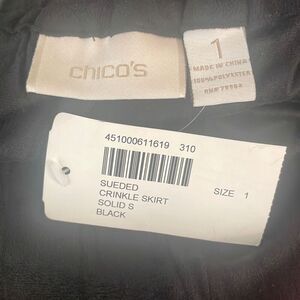 chico's
1
MADE IN CHINA
100% POLYESTER
451000611619 310
SUEDED
CRINKLE SKIRT
SOLID S
BLACK
SIZE 1